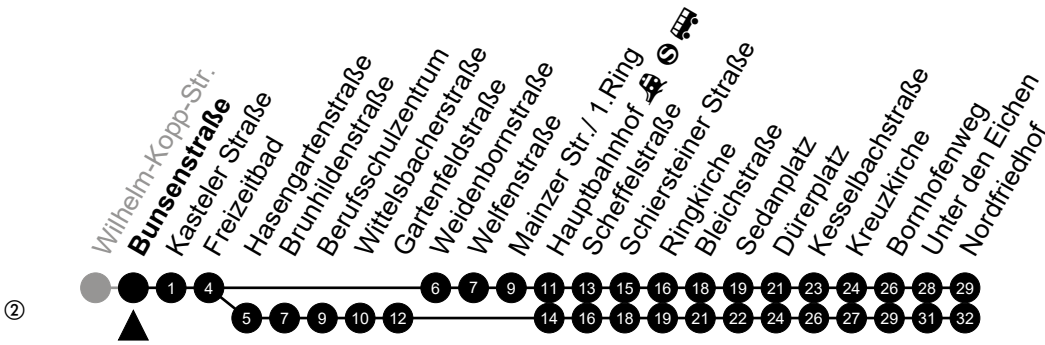 Wilhelm-Kopp-Str.
Bunsenstraße
Kasteler Straße
Freizeitbad
Hasengartenstraße
Brunhildenstraße
Berufsschulzentrum
Wittelsbacherstraße
Gartenfeldstraße
Weidenbornstraße
Welfenstraße
Mainzer Str./ 1.Ring
Hauptbahnhof S
Scheffelstraße
Schiersteiner Straße
Ringkirche
Bleichstraße
Sedanplatz
Dürerplatz
Kesselbachstraße
Kreuzkirche
Bornhofenweg
Unter den Eichen
Nordfriedhof
1 4 6 7 9 11 13 15 16 18 19 21 23 24 26 28 29
② 5 7 9 10 12 14 16 18 19 21 22 24 26 27 29 31 32